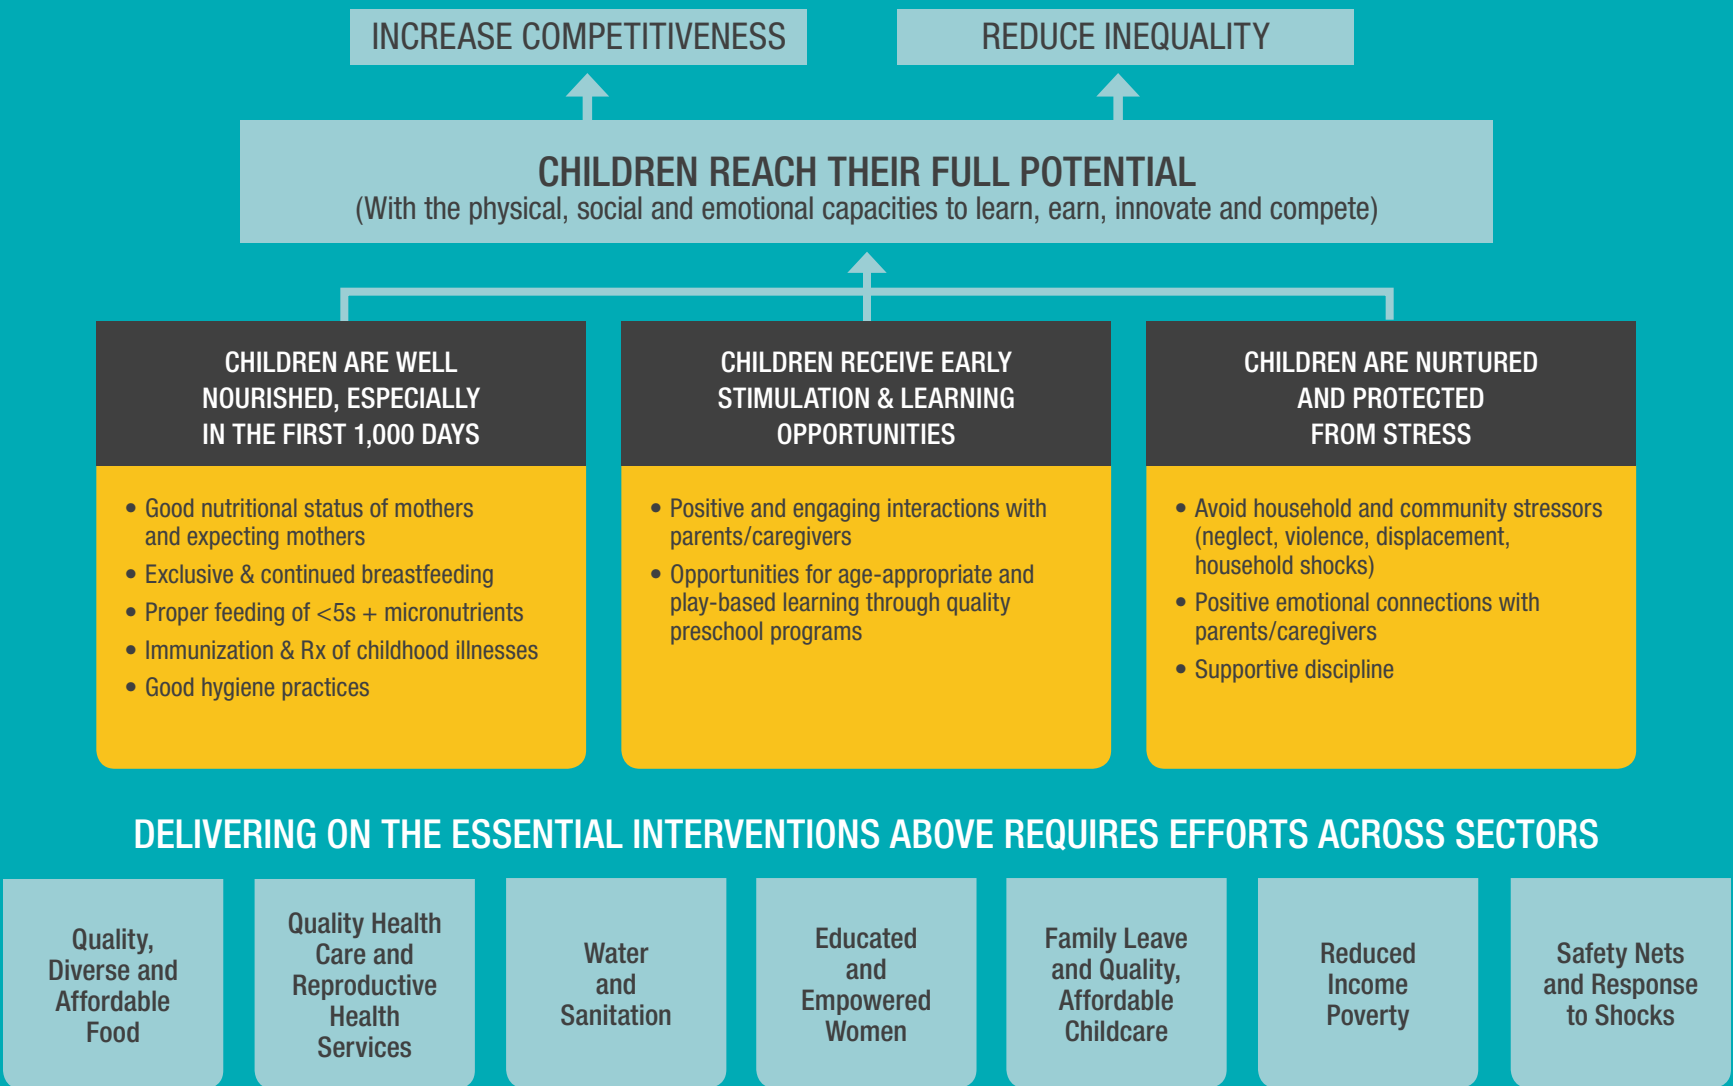 INCREASE COMPETITIVENESS
REDUCE INEQUALITY
CHILDREN REACH THEIR FULL POTENTIAL
(With the physical, social and emotional capacities to learn, earn, innovate and compete)
CHILDREN ARE WELL
NOURISHED, ESPECIALLY
IN THE FIRST 1,000 DAYS
• Good nutritional status of mothers
and expecting mothers
• Exclusive & continued breastfeeding
• Proper feeding of <5s + micronutrients
• Immunization & Rx of childhood illnesses
• Good hygiene practices
CHILDREN RECEIVE EARLY
STIMULATION & LEARNING
OPPORTUNITIES
• Positive and engaging interactions with
parents/caregivers
• Opportunities for age-appropriate and
play-based learning through quality
preschool programs
CHILDREN ARE NURTURED
AND PROTECTED
FROM STRESS
• Avoid household and community stressors
(neglect, violence, displacement,
household shocks)
• Positive emotional connections with
parents/caregivers
• Supportive discipline
DELIVERING ON THE ESSENTIAL INTERVENTIONS ABOVE REQUIRES EFFORTS ACROSS SECTORS
Quality,
Diverse and
Affordable
Food
Quality Health
Care and
Reproductive
Health
Services
Water
and
Sanitation
Educated
and
Empowered
Women
Family Leave
and Quality,
Affordable
Childcare
Reduced
Income
Poverty
Safety Nets
and Response
to Shocks